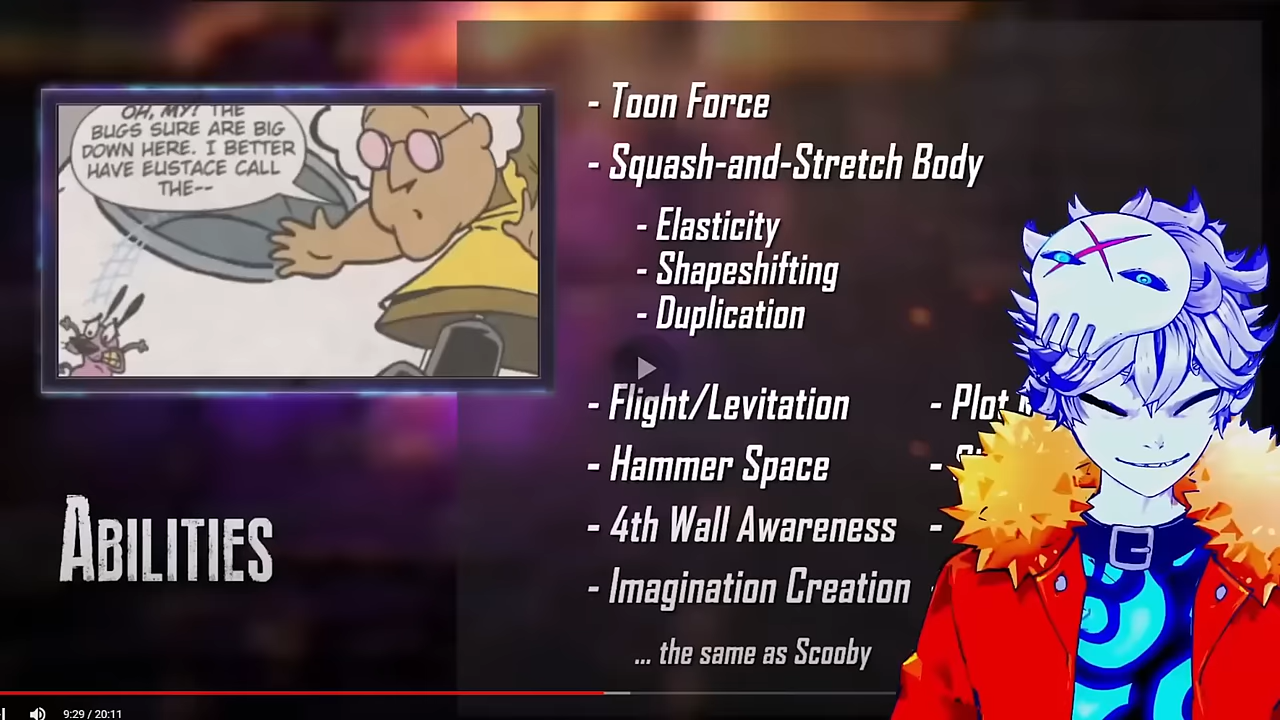 OH, MY! THE
BUGS SURE ARE BIG
DOWN HERE. I BETTER
HAVE EUSTACE CALL
THE--
- Toon Force
- Squash-and-Stretch Body
- Elasticity
- Shapeshifting
- Duplication
- Flight/Levitation
- Hammer Space
- 4th Wall Awareness
- Imagination Creation
... the same as Scooby
- Plot
-
-
ABILITIES
9:29 / 20:11